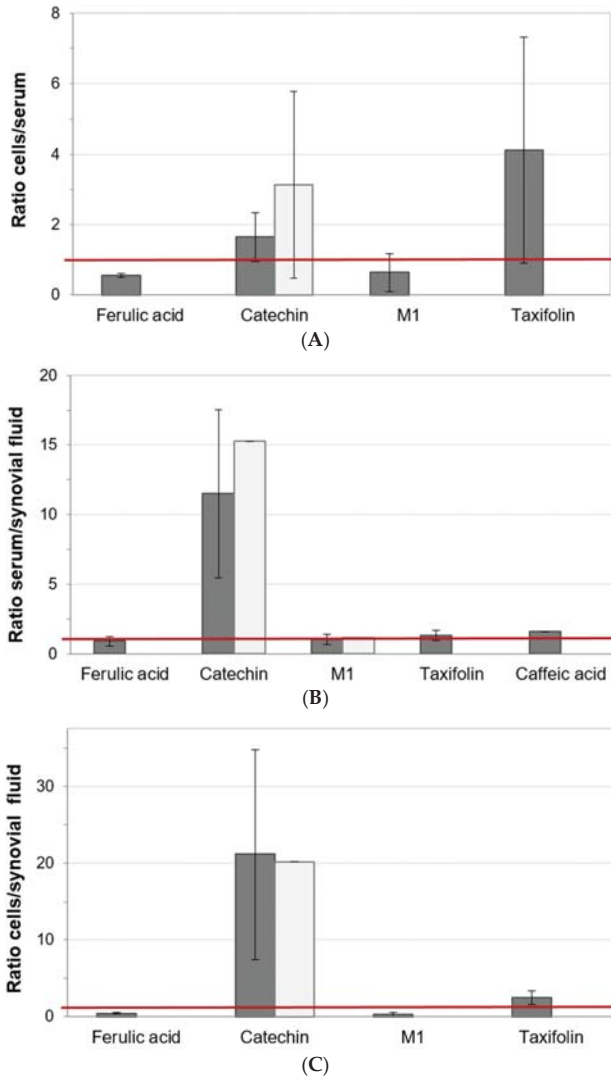 8
6
4
2
0
Ratio cells/serum
Ferulic acid Catechin M1 Taxifolin
(A)
20
15
10
5
0
Ratio serum/synovial fluid
Ferulic acid Catechin M1 Taxifolin Caffeic acid
(B)
30
20
10
0
Ratio cells/synovial fluid
Ferulic acid Catechin M1 Taxifolin
(C)